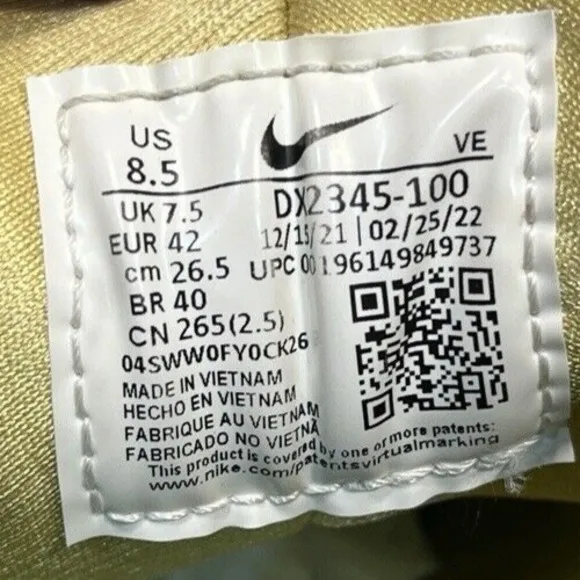 US
8.5
VE
UK 7.5
DX2345-100
EUR 42
12/15/21 | 02/25/22
cm 26.5
UPC 00196149849737
BR 40
CN 265(2.5)
04SWW0FY0CK26
MADE IN VIETNAM
HECHO EN VIETNAM
FABRIQUE AU VIETNAM
FABRICADO NO VIETNÃ
This product is covered by one or more patents:
www.nike.com/patentsvirtualmarking